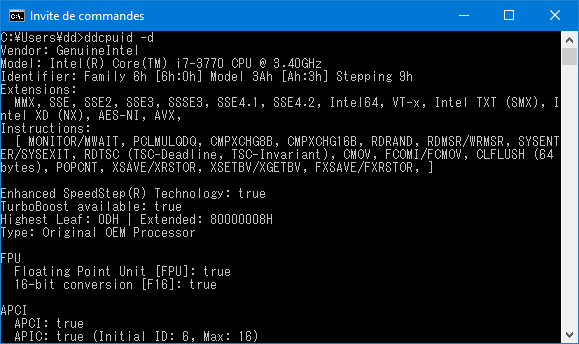 Invite de commandes
C:\Users\dd>ddcpuid -d
Vendor: GenuineIntel
Model: Intel(R) Core(TM) i7-3770 CPU @ 3.40GHz
Identifier: Family 6h [6h:0h] Model 3Ah [Ah:3h] Stepping 9h
Extensions:
  MMX, SSE, SSE2, SSE3, SSSE3, SSE4.1, SSE4.2, Intel64, VT-x, Intel TXT (SMX), I
ntel XD (NX), AES-NI, AVX,
Instructions:
  [ MONITOR/MWAIT, PCLMULQDQ, CMPXCHG8B, CMPXCHG16B, RDRAND, RDMSR/WRMSR, SYSENT
ER/SYSEXIT, RDTSC (TSC-Deadline, TSC-Invariant), CMOV, FCOMI/FCMOV, CLFLUSH (64
bytes), POPCNT, XSAVE/XRSTOR, XSETBV/XGETBV, FXSAVE/FXRSTOR, ]
Enhanced SpeedStep(R) Technology: true
TurboBoost available: true
Highest Leaf: 0DH | Extended: 80000008H
Type: Original OEM Processor
FPU
  Floating Point Unit [FPU]: true
  16-bit conversion [F16]: true
APCI
  APCI: true
  APIC: true (Initial ID: 6, Max: 16)